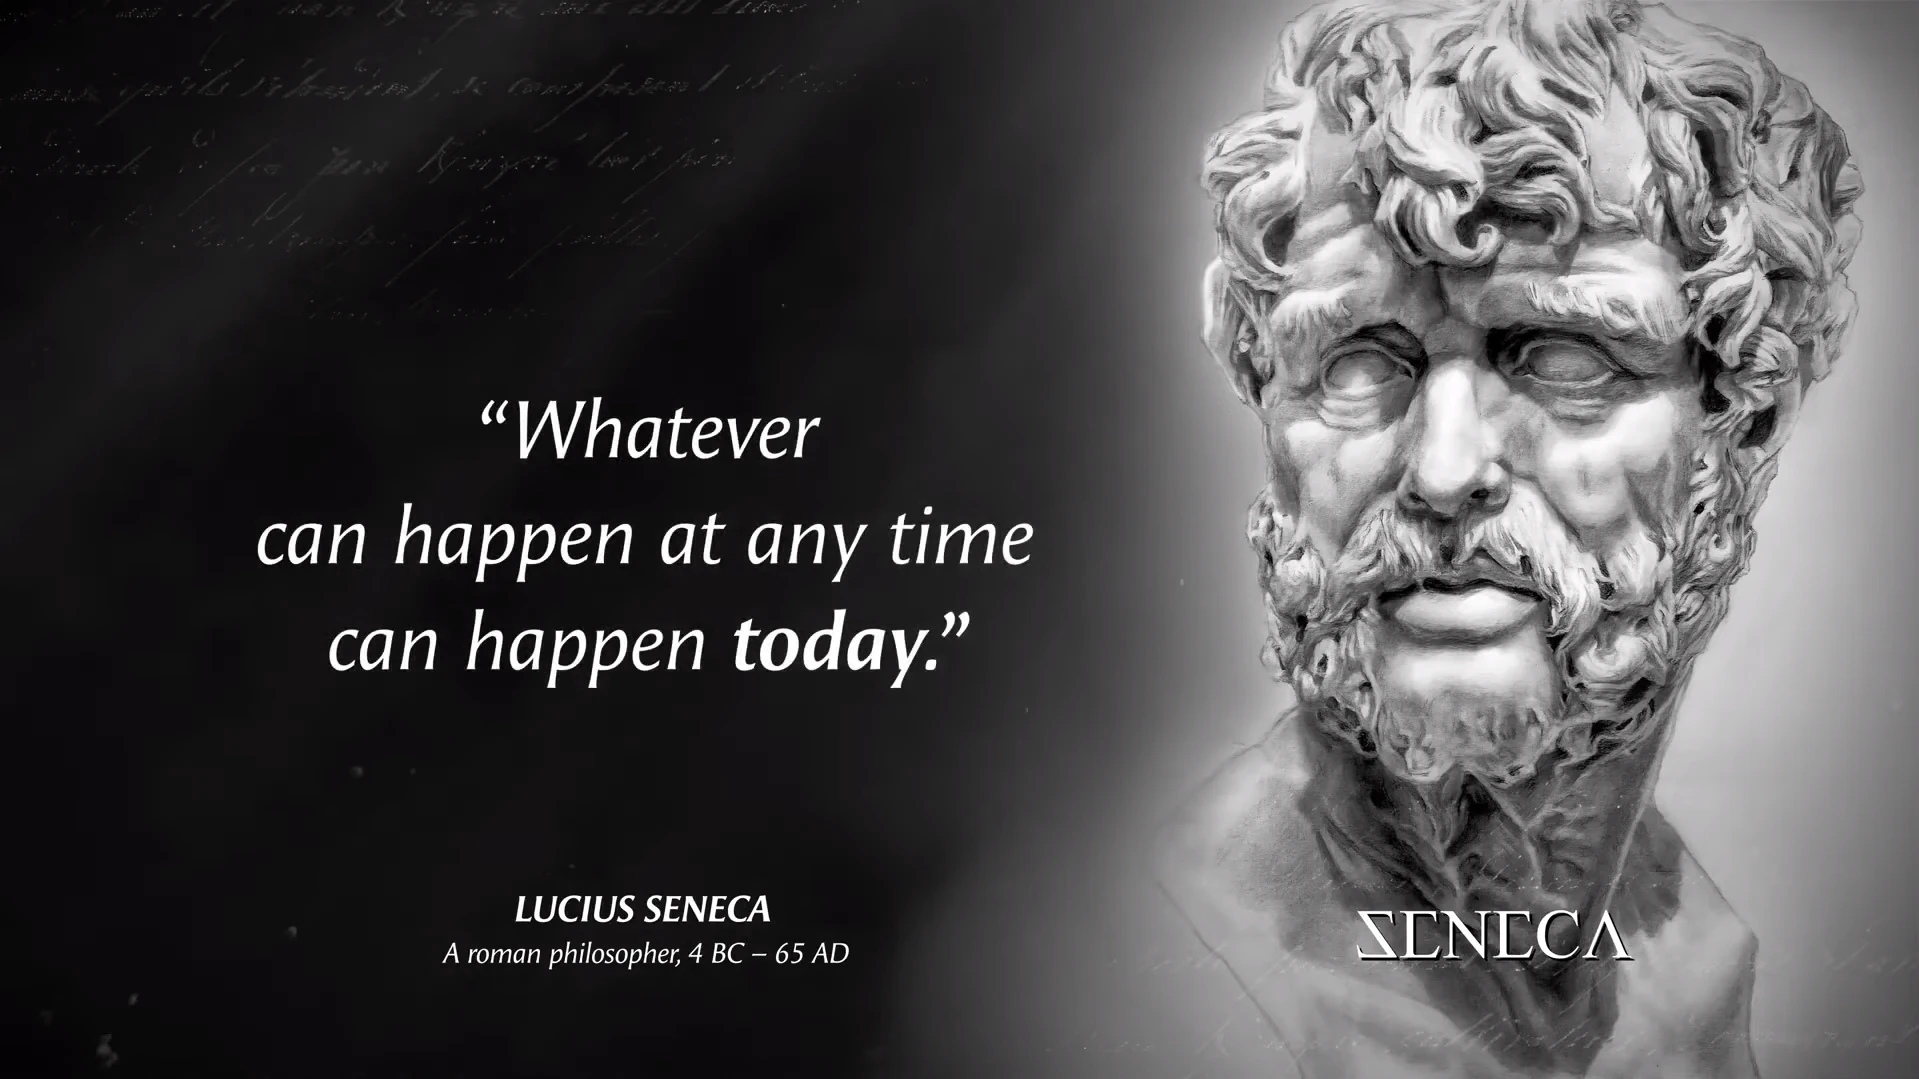 “Whatever
can happen at any time
can happen today.”
LUCIUS SENECA
A roman philosopher, 4 BC – 65 AD
SENECA